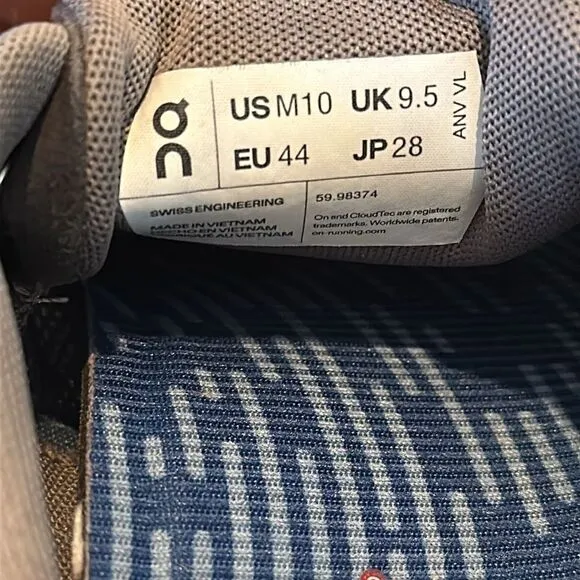 US M10 UK 9.5
EU 44 JP 28
ANV VL
SWISS ENGINEERING
MADE IN VIETNAM
HECHO EN VIETNAM
FABRIQUÉ AU VIETNAM
59.98374
On and CloudTec are registered
trademarks. Worldwide patents.
on-running.com